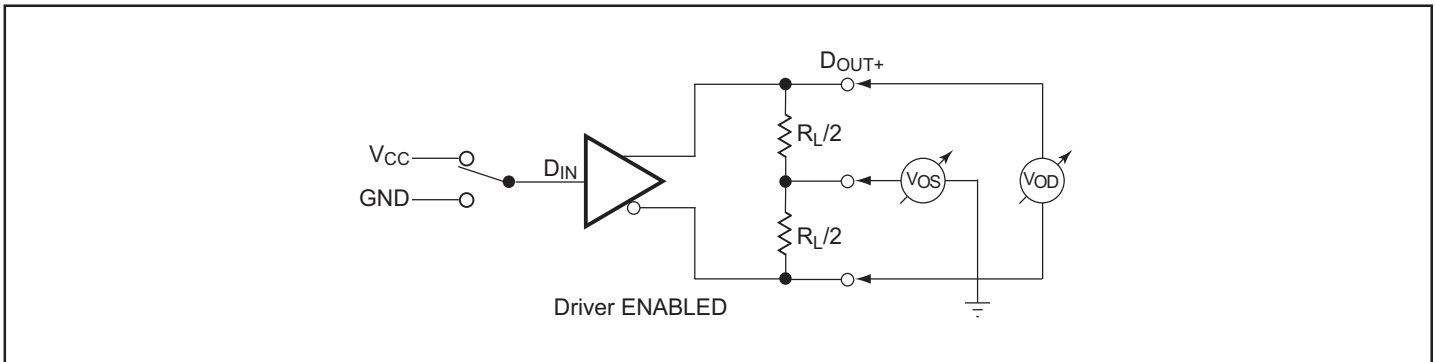 DOUT+
RL/2
VCC
DIN
VOS
VOD
GND
RL/2
Driver ENABLED